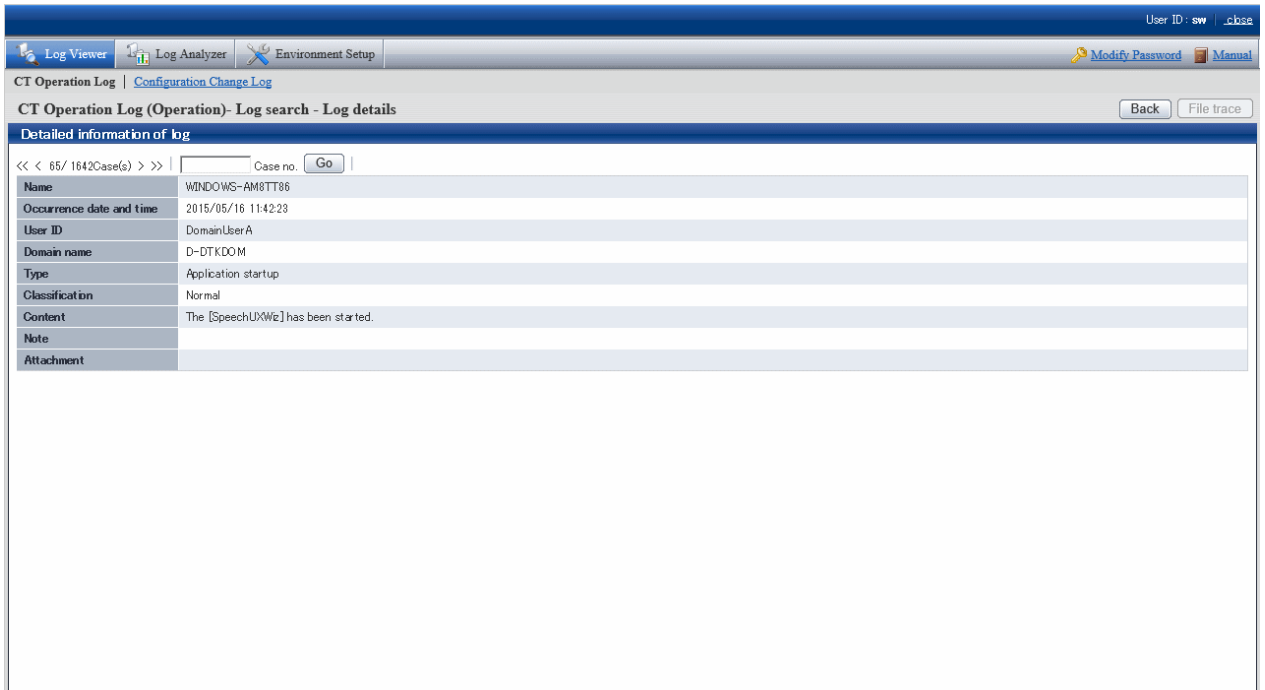 User ID : sw close
Log Viewer Log Analyzer Environment Setup Modify Password Manual
CT Operation Log | Configuration Change Log
CT Operation Log (Operation)- Log search - Log details Back File trace
Detailed information of log
<< < 65/ 1642Case(s) > >> | Case no. Go |
Name WINDOWS-AM8TT86
Occurrence date and time 2015/05/16 11:42:23
User ID DomainUserA
Domain name D-DTKDOM
Type Application startup
Classification Normal
Content The [SpeechUXWiz] has been started.
Note
Attachment